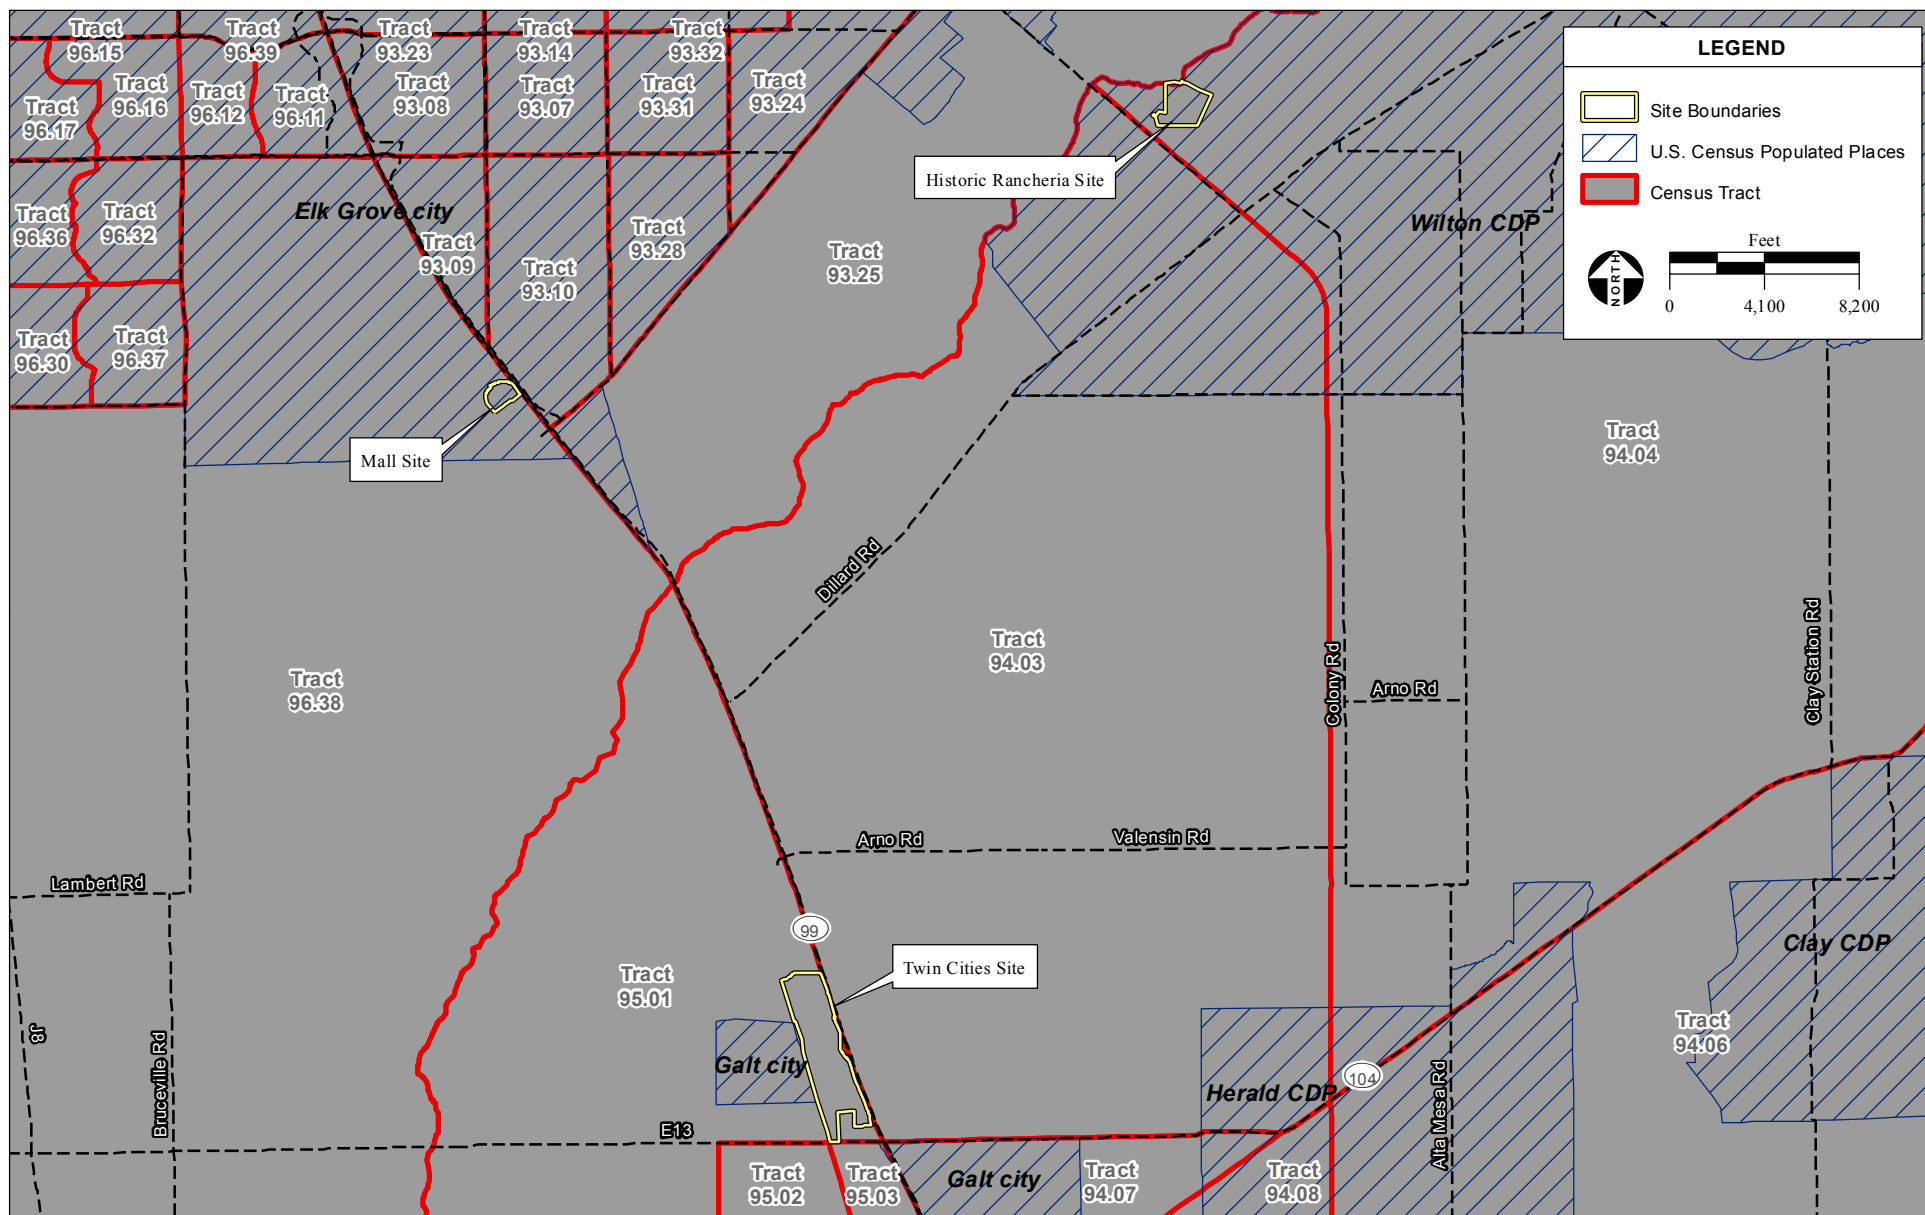 Tract
96.15
Tract
96.39
Tract
93.23
Tract
93.14
Tract
93.32
Tract
96.17
Tract
96.16
Tract
96.12
Tract
96.11
Tract
93.08
Tract
93.07
Tract
93.31
Tract
93.24
Tract
96.36
Tract
96.32
Elk Grove city
Tract
93.09
Tract
93.10
Tract
93.28
Tract
93.25
Tract
96.30
Tract
96.37
Historic Rancheria Site
Wilton CDP
LEGEND
Site Boundaries
U.S. Census Populated Places
Census Tract
NORTH
Feet
0
4,100
8,200
Mall Site
Tract
94.04
Dillard Rd
Tract
94.03
Tract
96.38
Colony Rd
Arno Rd
Clay Station Rd
Arno Rd
Valensin Rd
Lambert Rd
99
Twin Cities Site
Tract
95.01
Clay CDP
J8
Bruceville Rd
Galt city
Herald CDP
104
Alta Mesa Rd
Tract
94.06
E13
Tract
95.02
Tract
95.03
Galt city
Tract
94.07
Tract
94.08